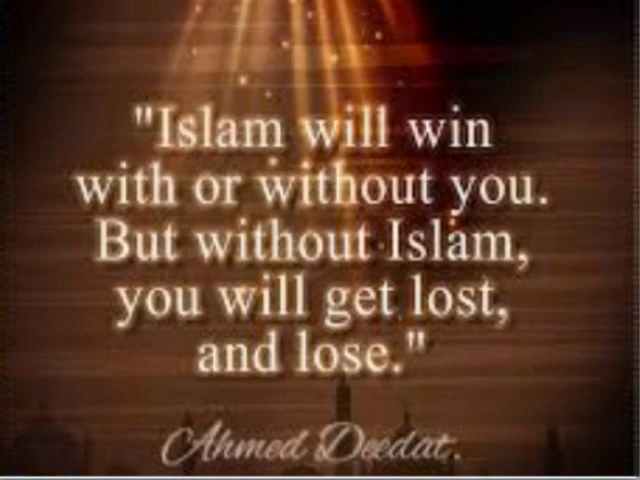 "Islam will win
with or without you.
But without Islam,
you will get lost,
and lose."
Ahmed Deedat.